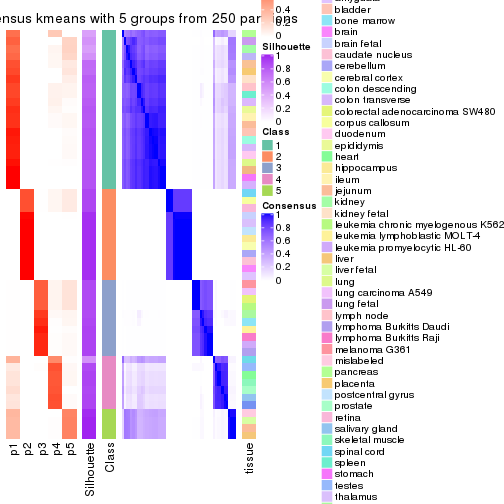 ensus kmeans with 5 groups from 250 par ns
0.4
0.2
0
Silhouette
1
0.8
0.6
0.4
0.2
0
Class
1
2
3
4
5
Consensus
1
0.8
0.6
0.4
0.2
0
bladder
bone marrow
brain
brain fetal
caudate nucleus
cerebellum
cerebral cortex
colon descending
colon transverse
colorectal adenocarcinoma SW480
corpus callosum
duodenum
epididymis
heart
hippocampus
ileum
jejunum
kidney
kidney fetal
leukemia chronic myelogenous K562
leukemia lymphoblastic MOLT-4
leukemia promyelocytic HL-60
liver
liver fetal
lung
lung carcinoma A549
lung fetal
lymph node
lymphoma Burkitts Daudi
lymphoma Burkitts Raji
melanoma G361
mislabeled
pancreas
placenta
postcentral gyrus
prostate
retina
salivary gland
skeletal muscle
spinal cord
spleen
stomach
testes
thalamus
p1
p2
p3
p4
p5
Silhouette
Class
tissue